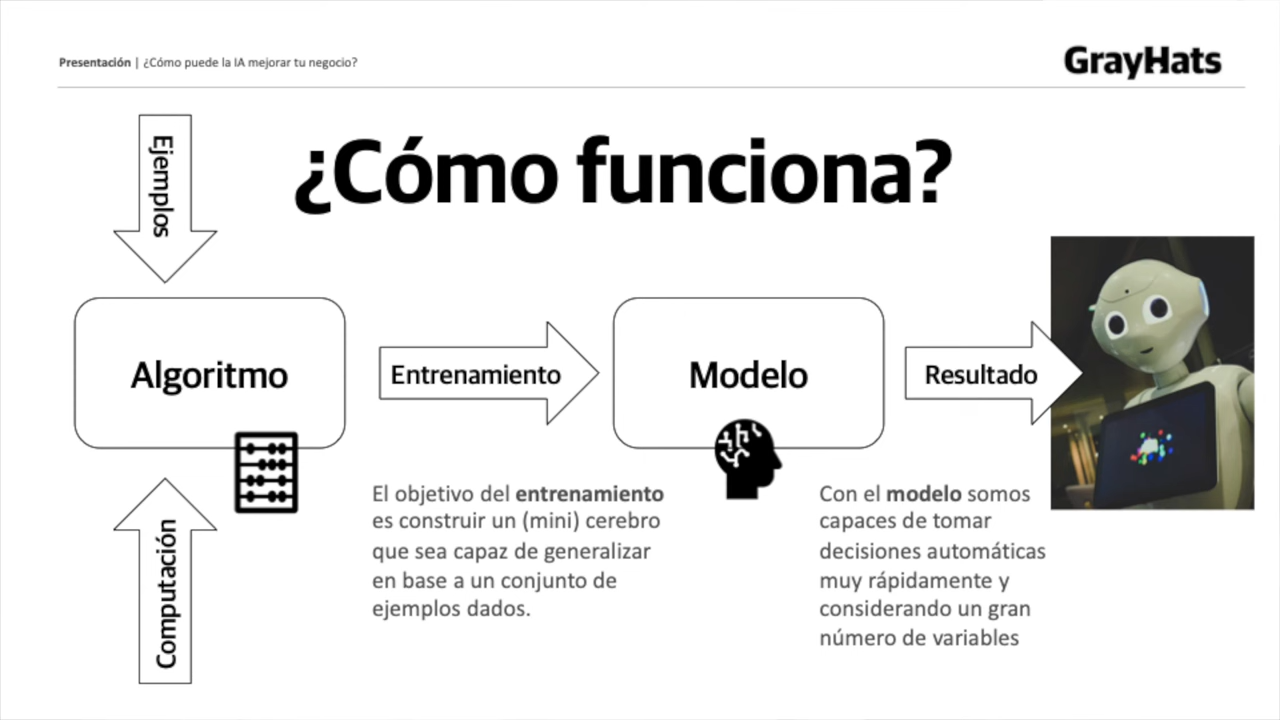 Presentación | ¿Cómo puede la IA mejorar tu negocio?
GrayHats
¿Cómo funciona?
Ejemplos
Algoritmo
Entrenamiento
Modelo
Resultado
Computación
El objetivo del entrenamiento
es construir un (mini) cerebro
que sea capaz de generalizar
en base a un conjunto de
ejemplos dados.
Con el modelo somos
capaces de tomar
decisiones automáticas
muy rápidamente y
considerando un gran
número de variables